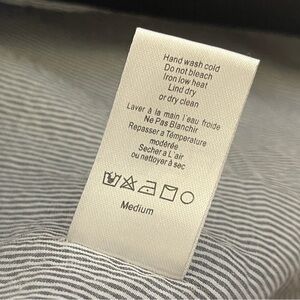 Hand wash cold
Do not bleach
Iron low heat
Lind dry
or dry clean
Laver à la main l'eau froide
Ne Pas Blanchir
Repasser a Température
modérée
Secher a L'air
ou nettoyer à sec
Medium